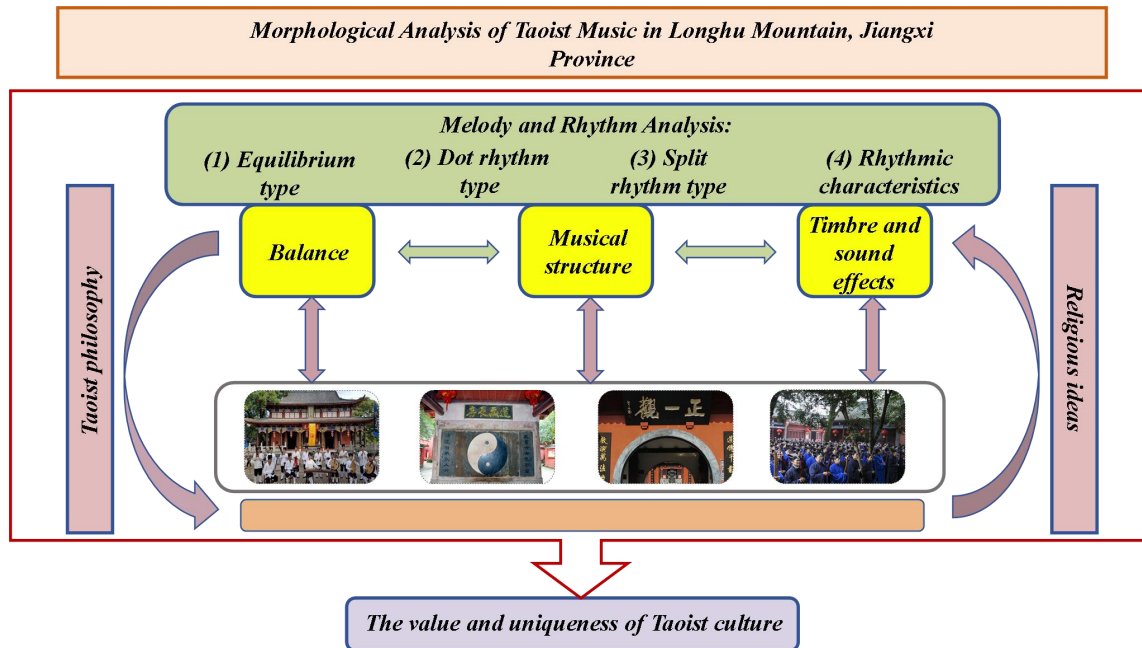 Morphological Analysis of Taoist Music in Longhu Mountain, Jiangxi
Province
Melody and Rhythm Analysis:
(1) Equilibrium
type
(2) Dot rhythm
type
(3) Split
rhythm type
(4) Rhythmic
characteristics
Balance
Musical
structure
Timbre and
sound
effects
Taoist philosophy
Religious ideas
觀一正
The value and uniqueness of Taoist culture